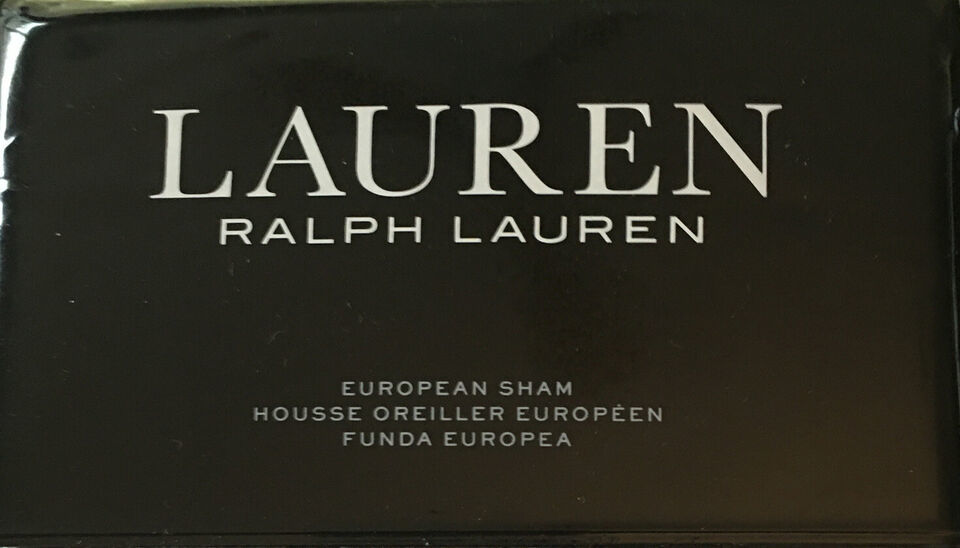 LAUREN
RALPH LAUREN
EUROPEAN SHAM
HOUSSE OREILLER EUROPÈEN
FUNDA EUROPEA